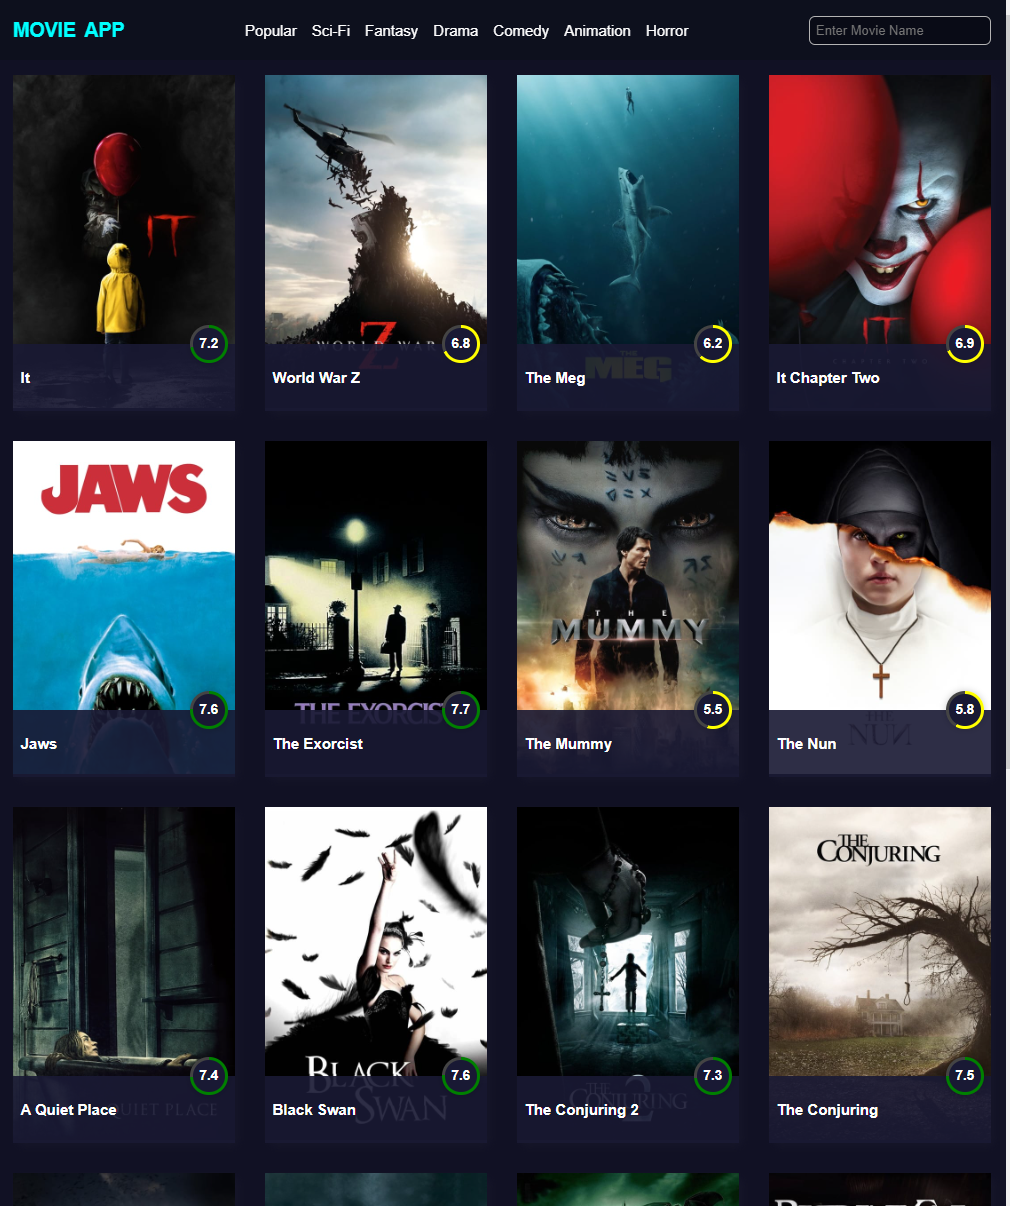 MOVIE APP
Popular Sci-Fi Fantasy Drama Comedy Animation Horror
Enter Movie Name
IT
WORLD WAR
Z
7.2
6.8
6.2
6.9
It
World War Z
THE
MEG
The Meg
IT
CHAPTER TWO
It Chapter Two
JAWS
THE EXORCIST
THE
MUMMY
7.6
7.7
5.5
5.8
Jaws
The Exorcist
The Mummy
THE
NUN
The Nun
THE
CONJURING
BLACK
SWAN
7.4
7.6
7.3
7.5
A Quiet Place
QUIET PLACE
Black Swan
THE
CONJURING
2
The Conjuring 2
The Conjuring